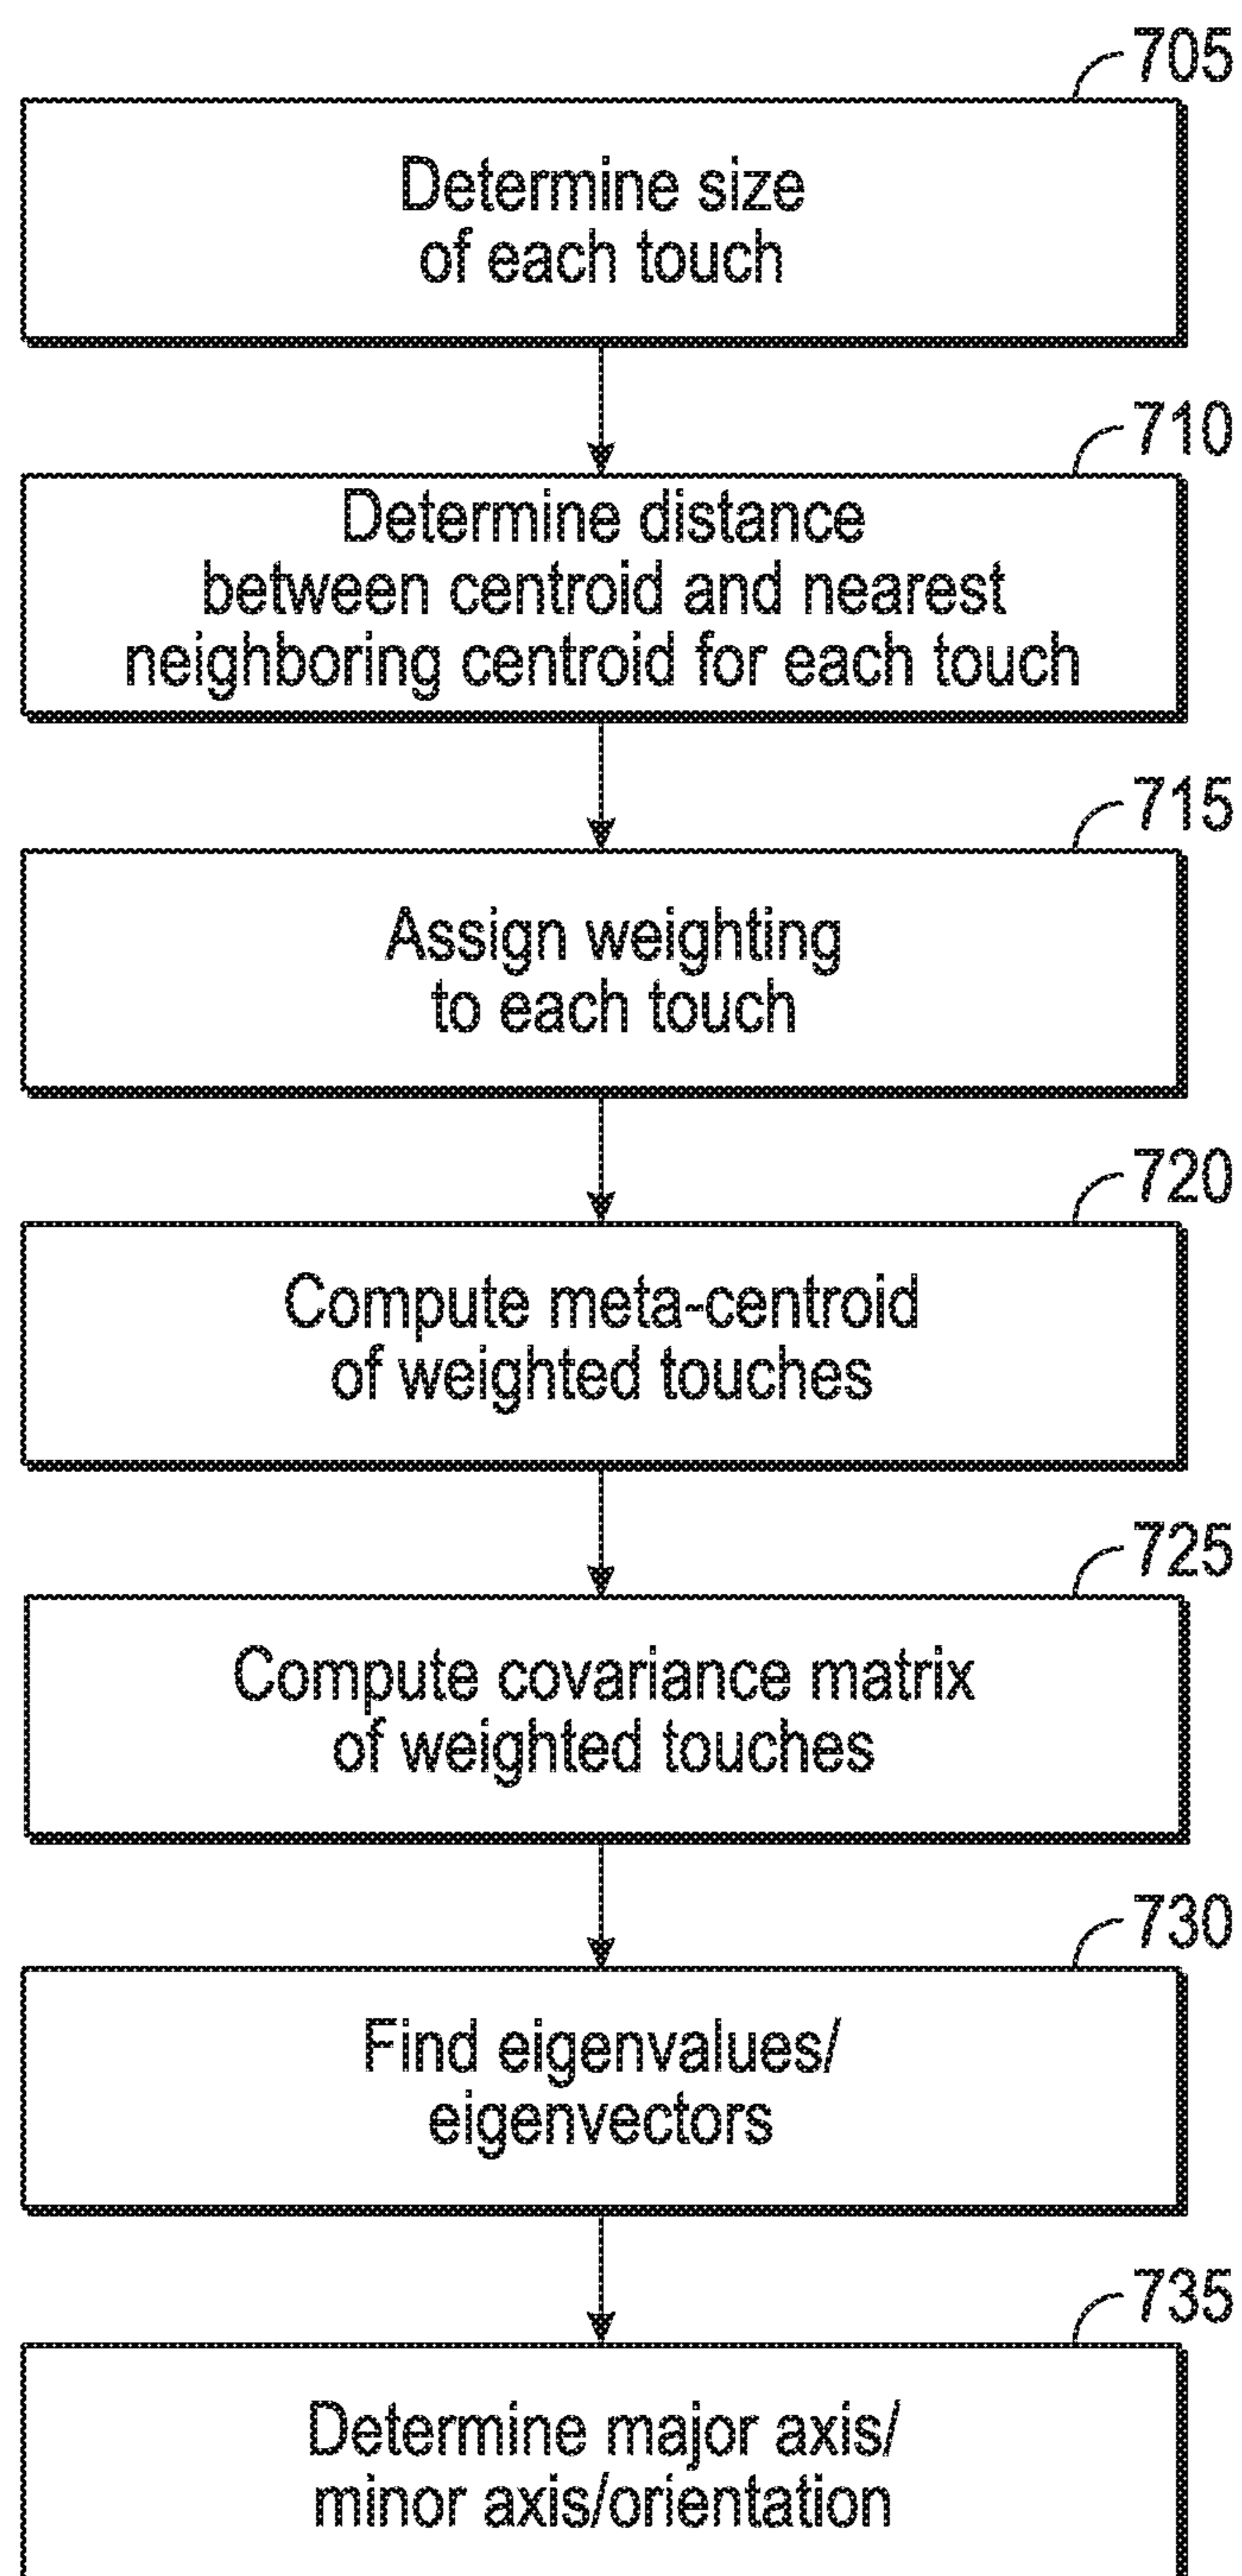 705
Determine size
of each touch
710
Determine distance
between centroid and nearest
neighboring centroid for each touch
715
Assign weighting
to each touch
720
Compute meta-centroid
of weighted touches
725
Compute covariance matrix
of weighted touches
730
Find eigenvalues/
eigenvectors
735
Determine major axis/
minor axis/orientation